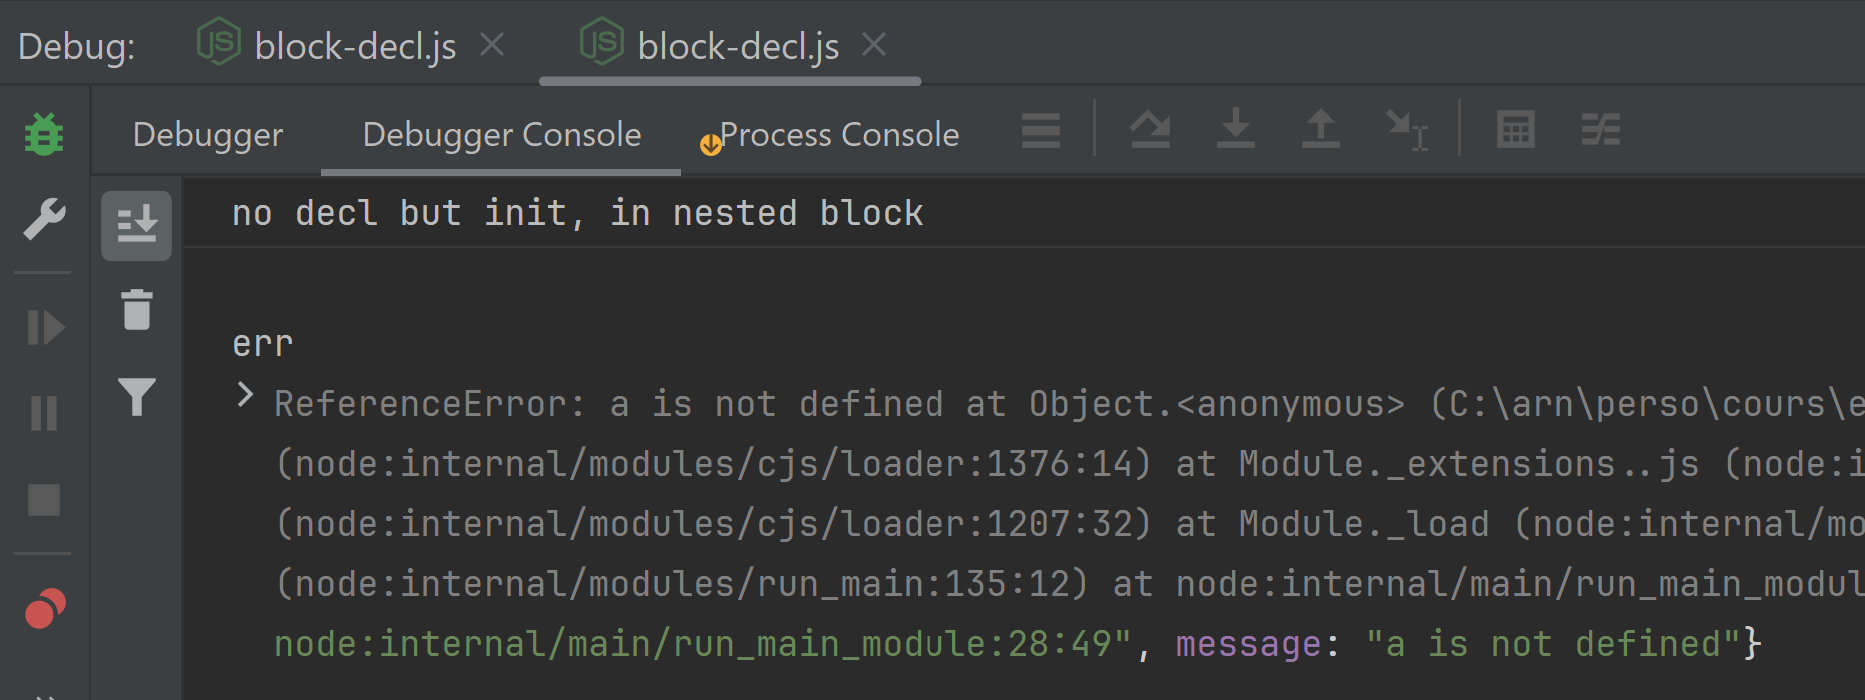 Debug: block-decl.js block-decl.js
Debugger Debugger Console Process Console
no decl but init, in nested block
err
ReferenceError: a is not defined at Object.<anonymous> (C:\arn\perso\cours\e
(node:internal/modules/cjs/loader:1376:14) at Module._extensions..js (node:i
(node:internal/modules/cjs/loader:1207:32) at Module._load (node:internal/mo
(node:internal/modules/run_main:135:12) at node:internal/main/run_main_modul
node:internal/main/run_main_module:28:49", message: "a is not defined"}